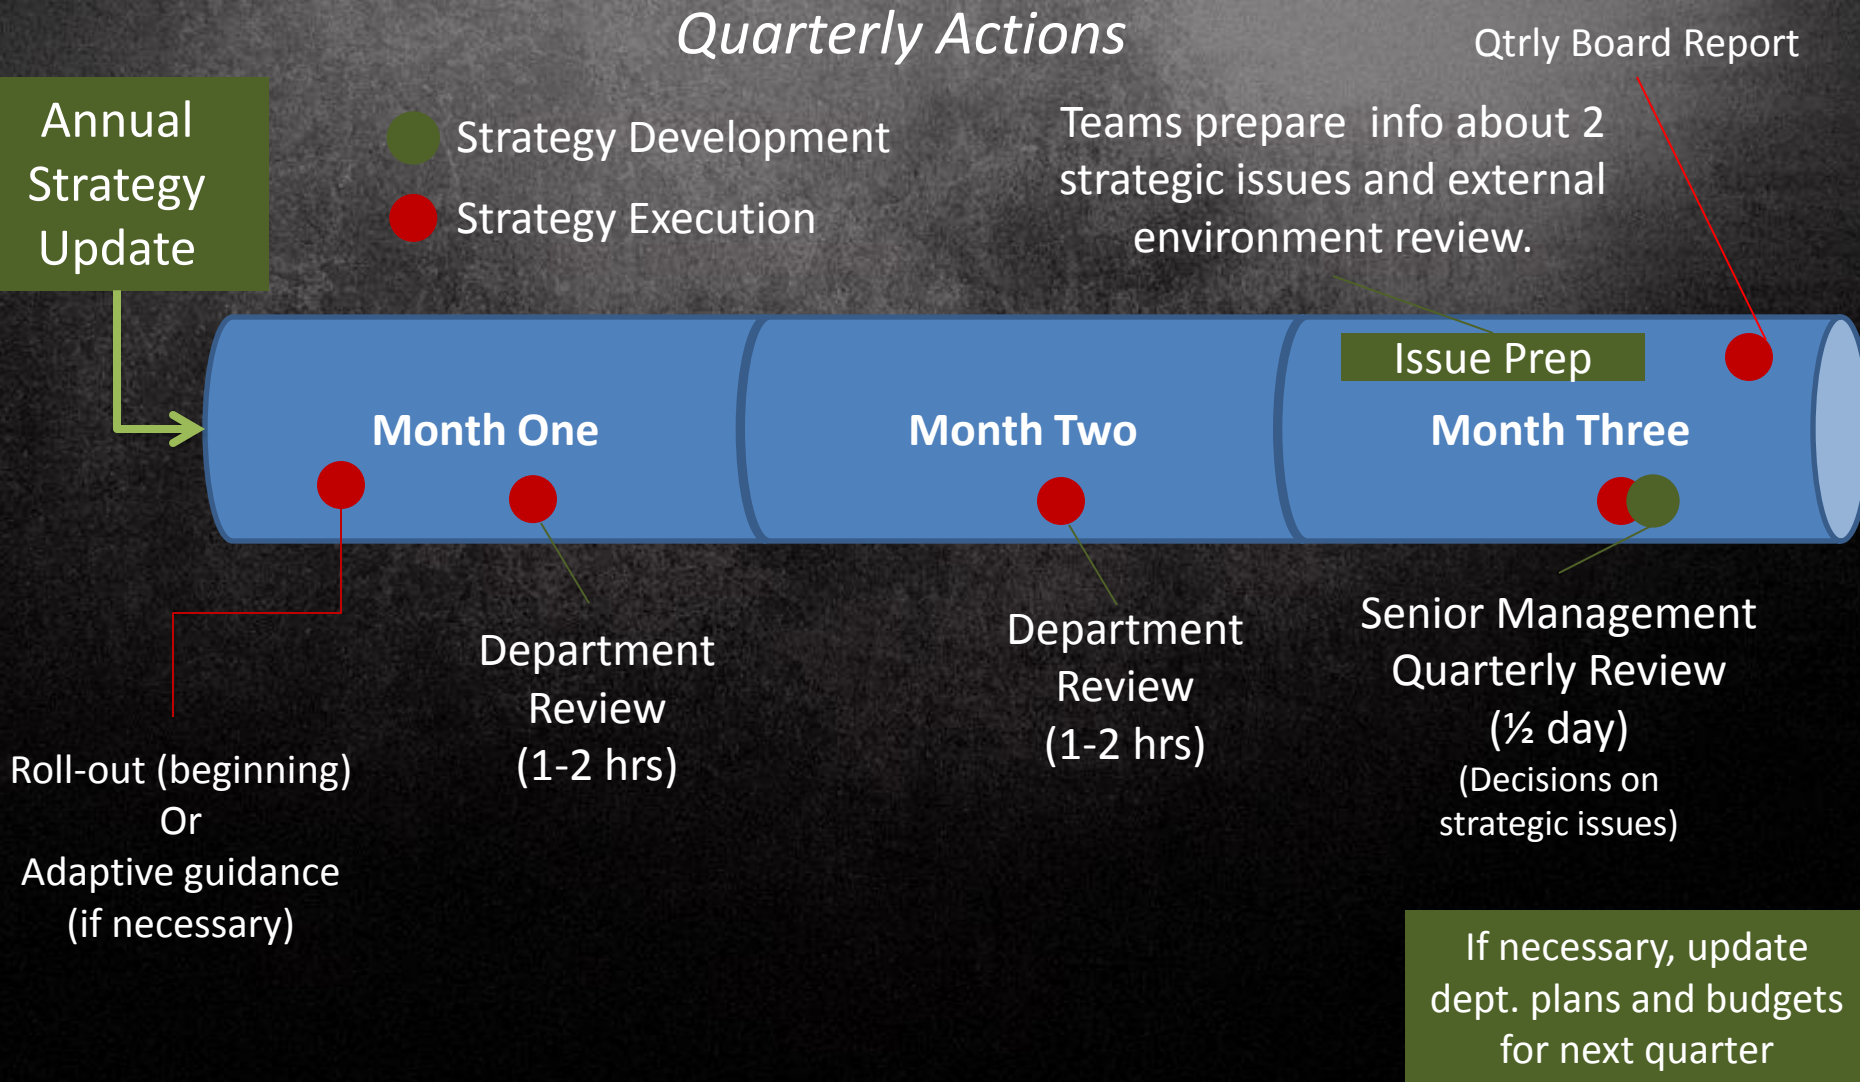 Quarterly Actions
Qtrly Board Report
Annual
Strategy
Update
Strategy Development
Strategy Execution
Teams prepare info about 2
strategic issues and external
environment review.
Issue Prep
Month One
Month Two
Month Three
Roll-out (beginning)
Or
Adaptive guidance
(if necessary)
Department
Review
(1-2 hrs)
Department
Review
(1-2 hrs)
Senior Management
Quarterly Review
(½ day)
(Decisions on
strategic issues)
If necessary, update
dept. plans and budgets
for next quarter